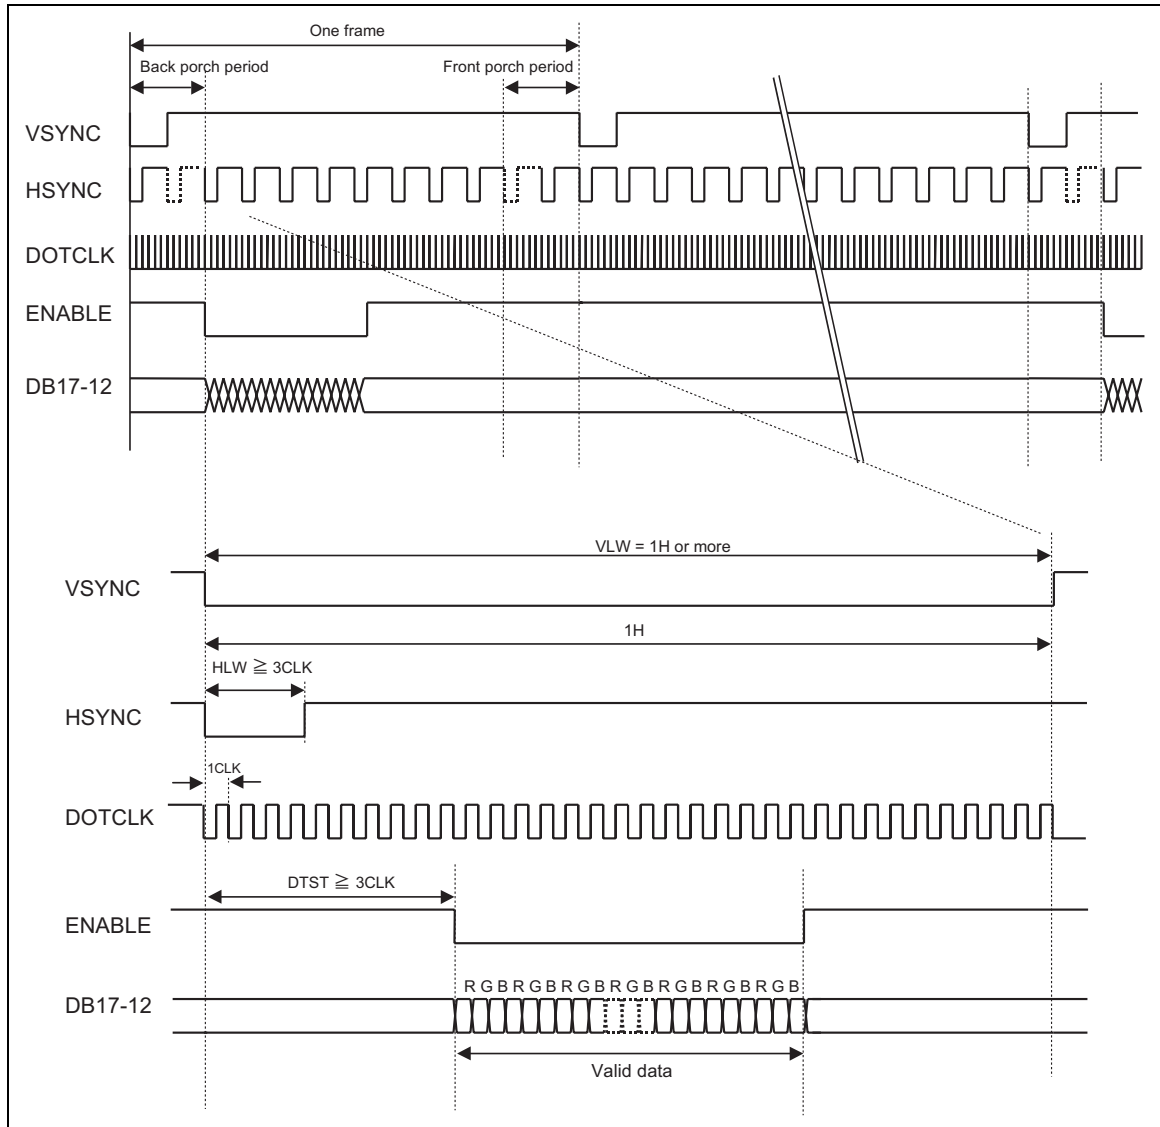 One frame
Back porch period
Front porch period
VSYNC
HSYNC
DOTCLK
ENABLE
DB17-12
VLW = 1H or more
VSYNC
1H
HLW ≧ 3CLK
HSYNC
1CLK
DOTCLK
DTST ≧ 3CLK
ENABLE
R G B R G B R G B R G B R G B R G B R G B
DB17-12
Valid data